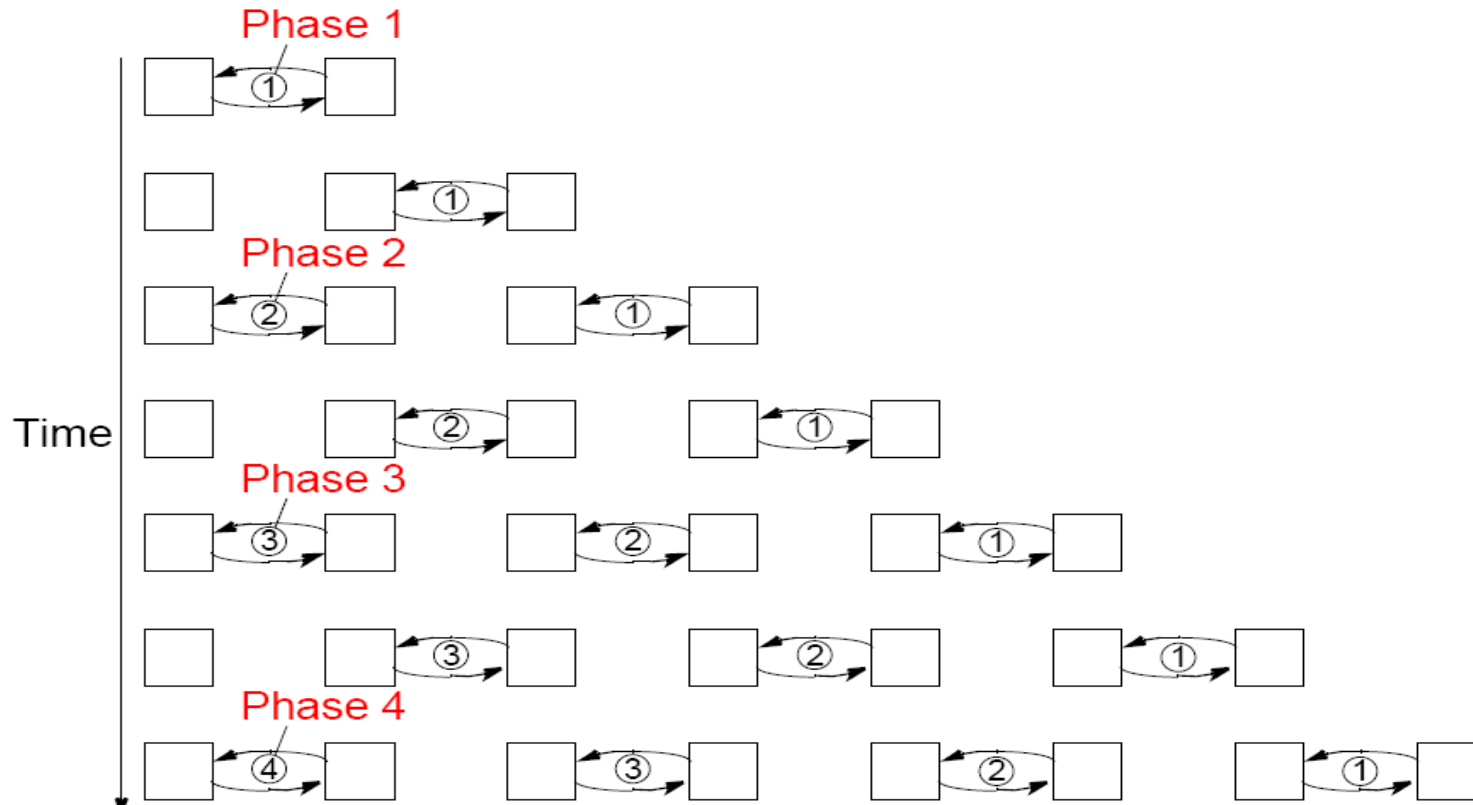 Phase 1
①
①
Phase 2
② ①
Time
② ①
Phase 3
③ ② ①
③ ② ①
Phase 4
④ ③ ② ①